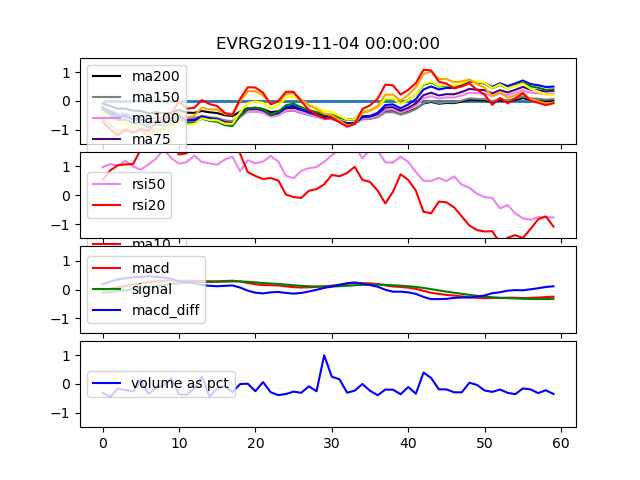 EVRG2019-11-04 00:00:00
1
0
−1
ma200
ma150
ma100
ma75
1
0
−1
rsi50
rsi20
ma10
1
0
−1
macd
signal
macd_diff
1
0
−1
volume as pct
0 10 20 30 40 50 60